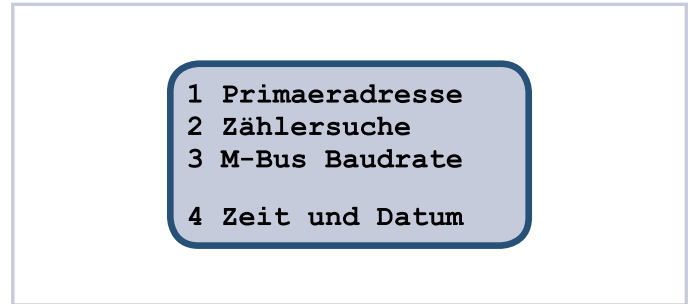 1 Primaeradresse
2 Zählersuche
3 M-Bus Baudrate
4 Zeit und Datum